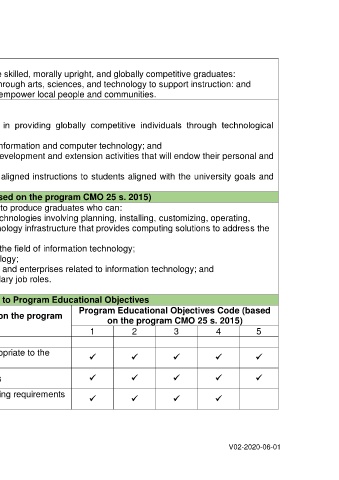 e skilled, morally upright, and globally competitive graduates:
hrough arts, sciences, and technology to support instruction: and
empower local people and communities.
in providing globally competitive individuals through technological
nformation and computer technology; and
evelopment and extension activities that will endow their personal and
aligned instructions to students aligned with the university goals and
sed on the program CMO 25 s. 2015)
to produce graduates who can:
chnologies involving planning, installing, customizing, operating,
nology infrastructure that provides computing solutions to address the
the field of information technology;
logy;
and enterprises related to information technology; and
lary job roles.
to Program Educational Objectives
on the program
Program Educational Objectives Code (based
on the program CMO 25 s. 2015)
1 2 3 4 5
opriate to the
✓ ✓ ✓ ✓ ✓
s ✓ ✓ ✓ ✓ ✓
ing requirements
✓ ✓ ✓ ✓
V02-2020-06-01